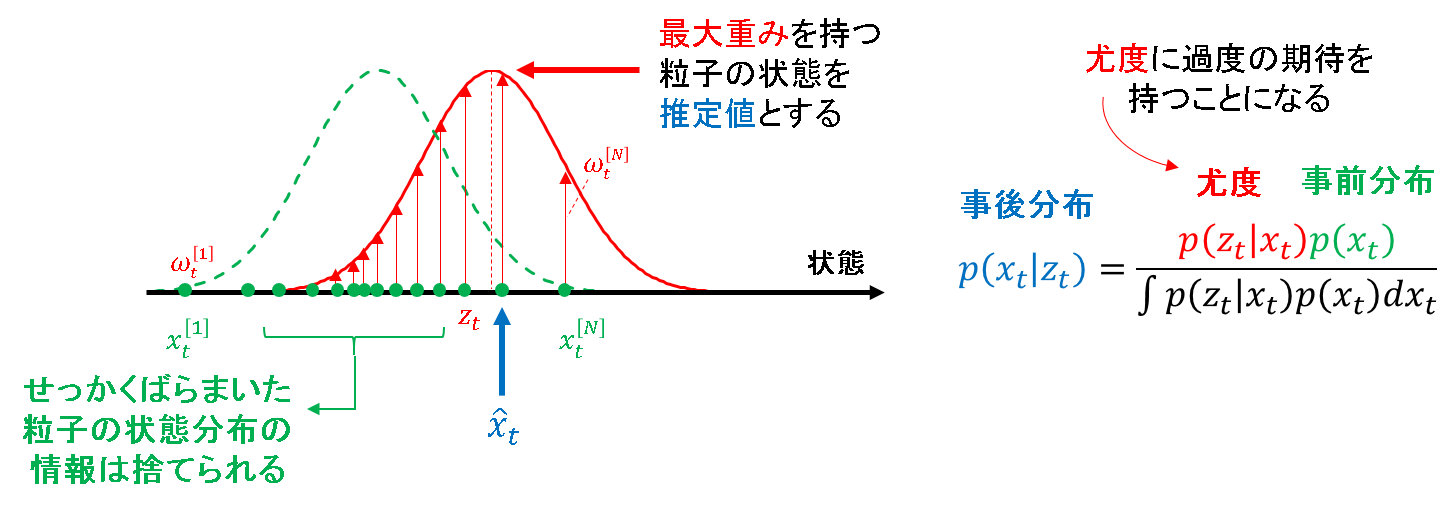 最大重みを持つ
粒子の状態を
推定値とする
尤度に過度の期待を
持つことになる
ω_t^{[N]}
尤度 事前分布
事後分布
p(x_t|z_t) = \frac{p(z_t|x_t)p(x_t)}{\int p(z_t|x_t)p(x_t)dx_t}
ω_t^{[1]}
状態
z_t
x_t^{[1]}
x_t^{[N]}
せっかくばらまいた
粒子の状態分布の
情報は捨てられる
\hat{x}_t